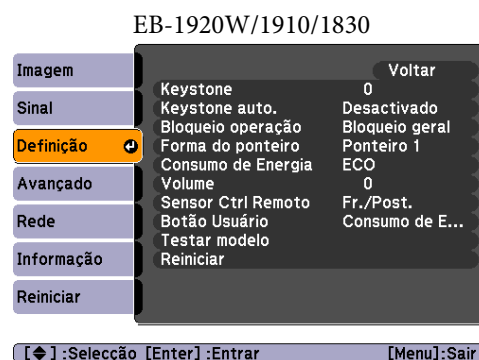 EB-1920W/1910/1830
Imagem
Sinal
Definição
Avançado
Rede
Informação
Reiniciar
Voltar
Keystone 0
Keystone auto. Desactivado
Bloqueio operação Bloqueio geral
Forma do ponteiro Ponteiro 1
Consumo de Energia ECO
Volume 0
Sensor Ctrl Remoto Fr./Post.
Botão Usuário Consumo de E...
Testar modelo
Reiniciar
[◆] :Selecção [Enter] :Entrar [Menu]:Sair